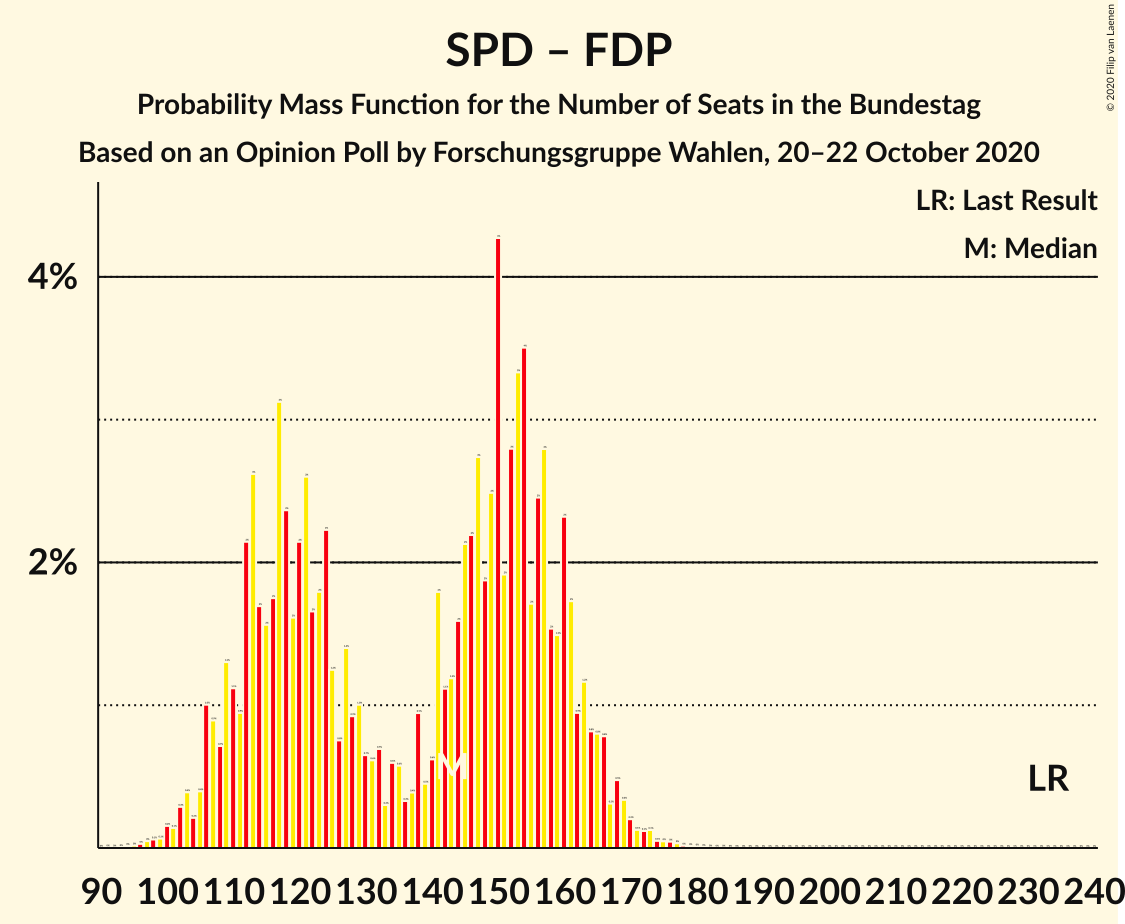 SPD – FDP
Probability Mass Function for the Number of Seats in the Bundestag
Based on an Opinion Poll by Forschungsgruppe Wahlen, 20–22 October 2020
© 2020 Filip van Laenen
LR: Last Result
M: Median
4%
2%
M
LR
90 100 110 120 130 140 150 160 170 180 190 200 210 220 230 240